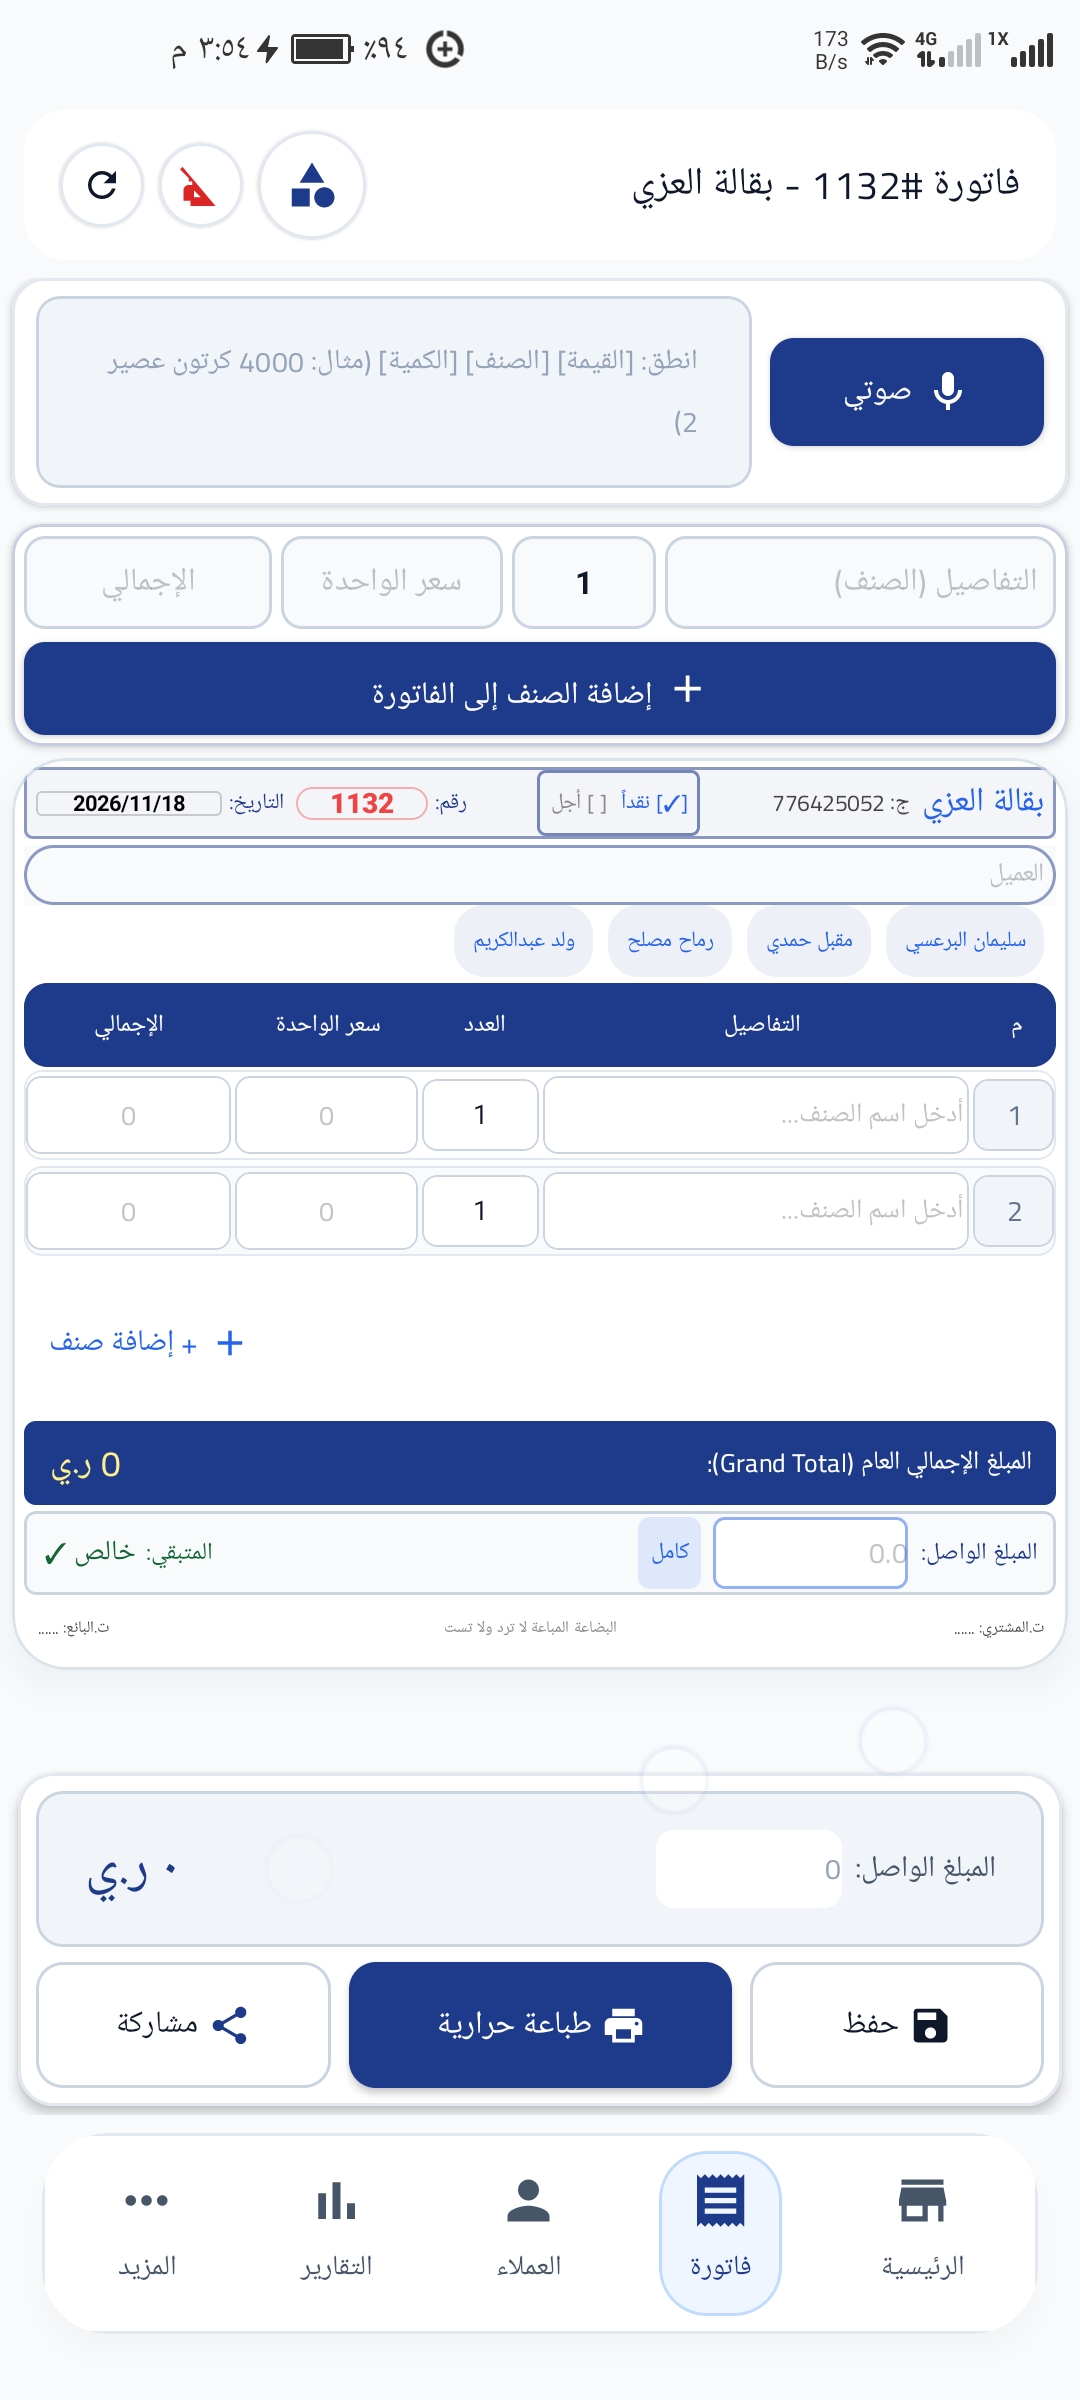 ٣:٥٤ م
٪٩٤
173 B/s
4G
1X
فاتورة #1132 - بقالة العزي
صوتي
انطق: [القيمة] [الصنف] [الكمية] (مثال: 4000 كرتون عصير
2)
التفاصيل (الصنف)
1
سعر الواحدة
الإجمالي
إضافة الصنف إلى الفاتورة
بقالة العزي ج: 776425052 [✓] نقداً [ ] أجل رقم: 1132 التاريخ: 2026/11/18
العميل
سليمان البرعسي
مقبل حمدي
رماح مصلح
ولد عبدالكريم
م التفاصيل العدد سعر الواحدة الإجمالي
1 أدخل اسم الصنف... 1 0 0
2 أدخل اسم الصنف... 1 0 0
+ إضافة صنف
المبلغ الإجمالي العام (Grand Total): 0 ر.ي
المبلغ الواصل: 0.0 كامل المتبقي: خالص ✓
ت.المشتري: ...... البضاعة المباعة لا ترد ولا تست ت.البائع: ......
المبلغ الواصل: 0 ٠ ر.ي
حفظ
طباعة حرارية
مشاركة
الرئيسية
فاتورة
العملاء
التقارير
المزيد